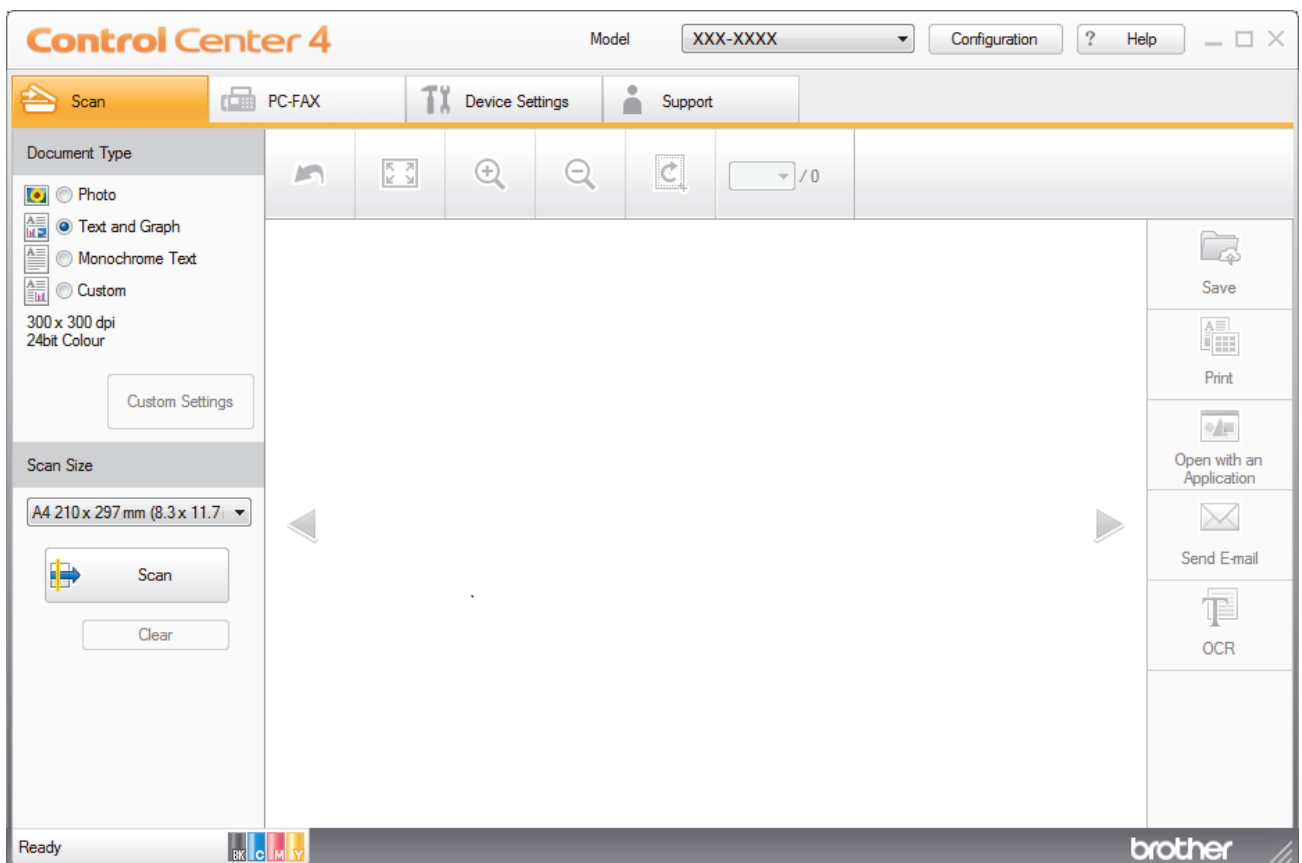 Control Center 4
Model XXX-XXXX Configuration ? Help
Scan PC-FAX Device Settings Support
Document Type
Photo
Text and Graph
Monochrome Text
Custom
300 x 300 dpi
24bit Colour
Custom Settings
Scan Size
A4 210 x 297 mm (8.3 x 11.7
Scan
Clear
/ 0
Save
Print
Open with an
Application
Send E-mail
OCR
Ready
BK C M Y
brother